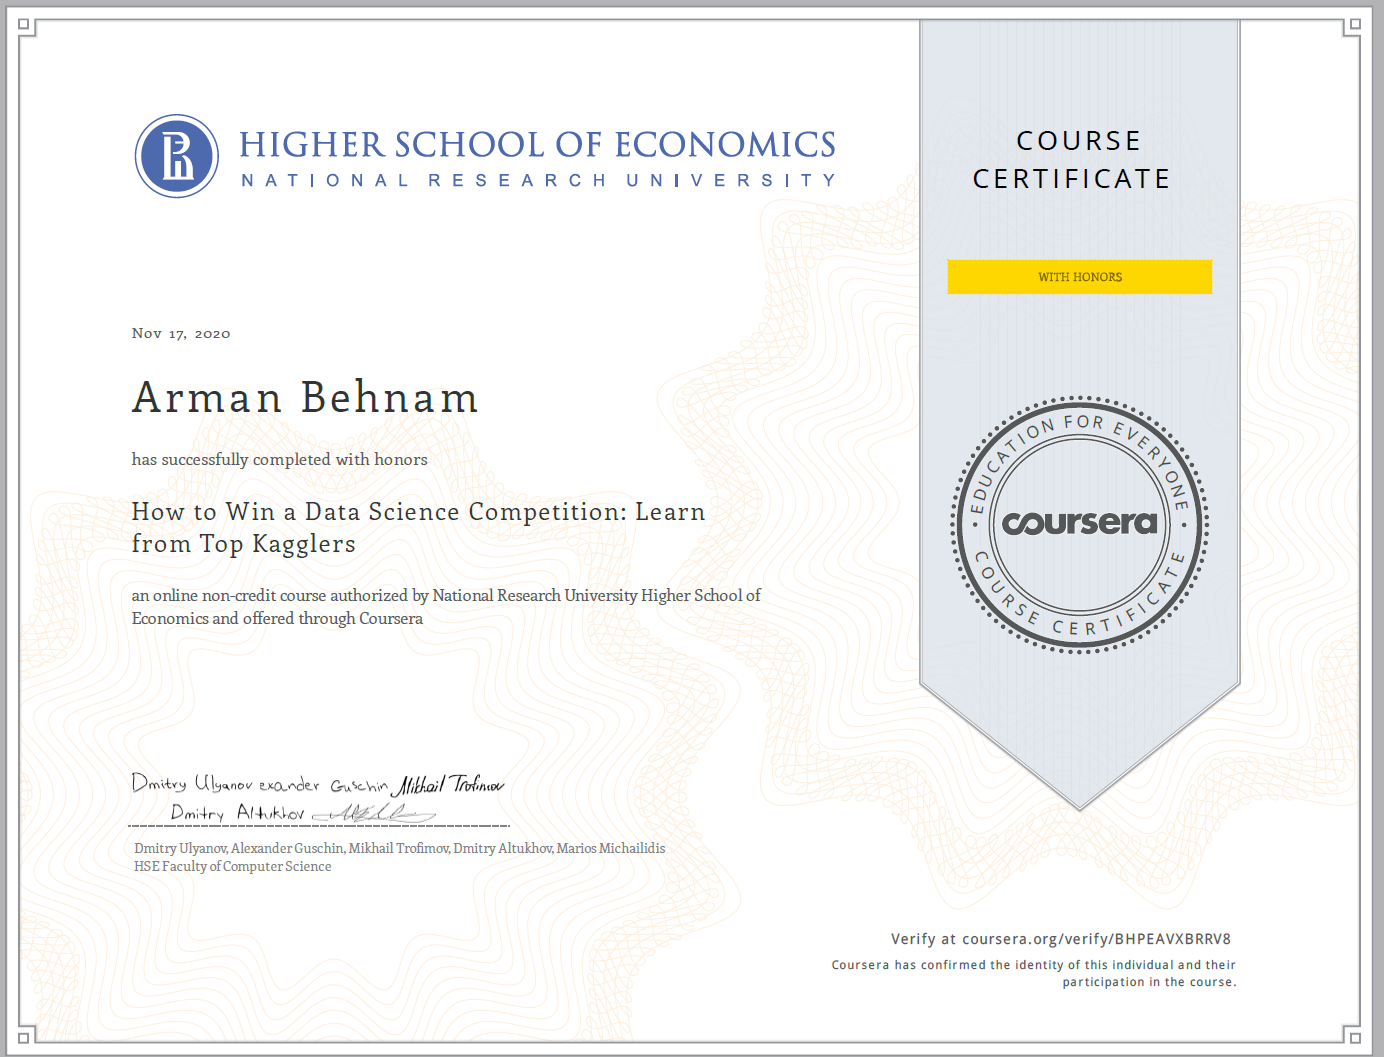 HIGHER SCHOOL OF ECONOMICS
NATIONAL RESEARCH UNIVERSITY
COURSE
CERTIFICATE
WITH HONORS
Nov 17, 2020
Arman Behnam
has successfully completed with honors
How to Win a Data Science Competition: Learn
from Top Kagglers
an online non-credit course authorized by National Research University Higher School of
Economics and offered through Coursera
EDUCATION FOR EVERYONE
coursera
COURSE CERTIFICATE
Dmitry Ulyanov exander Guschin Mikhail Trofimov
Dmitry Altukhov
Dmitry Ulyanov, Alexander Guschin, Mikhail Trofimov, Dmitry Altukhov, Marios Michailidis
HSE Faculty of Computer Science
Verify at coursera.org/verify/BHPEAVXBRRV8
Coursera has confirmed the identity of this individual and their
participation in the course.